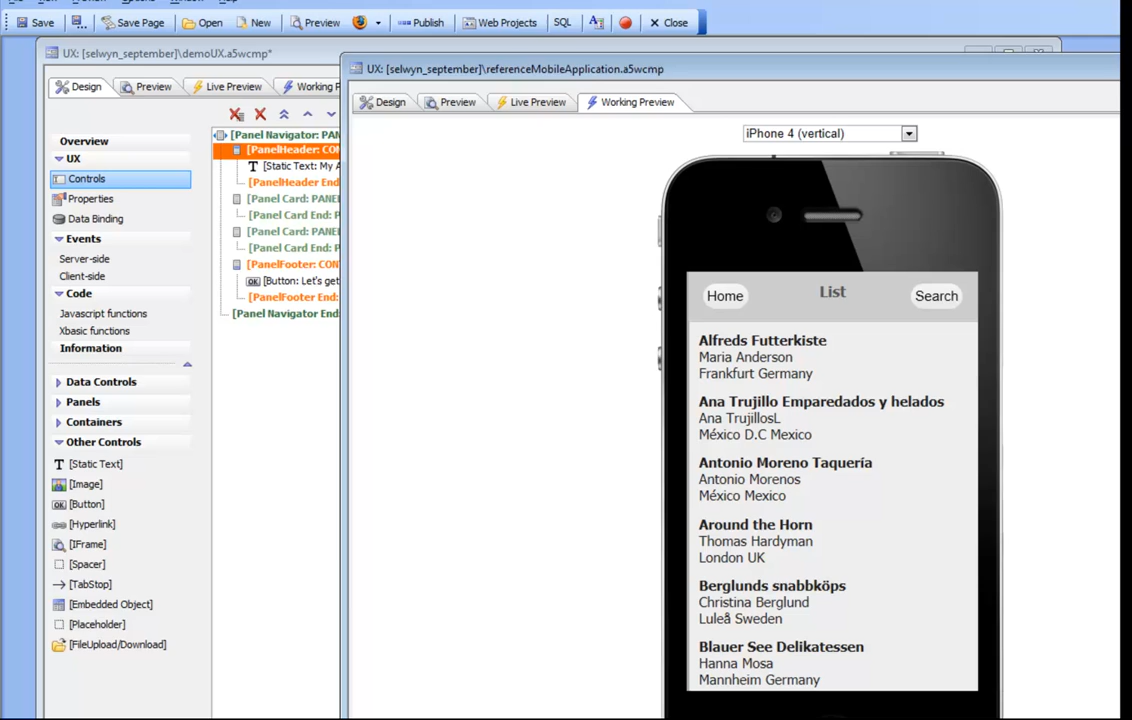 Save
Save Page
Open
New
Preview
Publish
Web Projects
SQL
Close
UX: [selwyn_september]\demoUX.a5wcmp*
Design
Preview
Live Preview
Working P
Overview
UX
Controls
Properties
Data Binding
Events
Server-side
Client-side
Code
Javascript functions
Xbasic functions
Information
Data Controls
Panels
Containers
Other Controls
[Static Text]
[Image]
[Button]
[Hyperlink]
[IFrame]
[Spacer]
[TabStop]
[Embedded Object]
[Placeholder]
[FileUpload/Download]
[Panel Navigator: PAN
[PanelHeader: CON
[Static Text: My A
[PanelHeader End:
[Panel Card: PANE
[Panel Card End: P
[Panel Card: PANE
[Panel Card End: P
[PanelFooter: CON
[Button: Let's get
[PanelFooter End:
[Panel Navigator End:
UX: [selwyn_september]\referenceMobileApplication.a5wcmp
Design
Preview
Live Preview
Working Preview
iPhone 4 (vertical)
Home
List
Search
Alfreds Futterkiste
Maria Anderson
Frankfurt Germany
Ana Trujillo Emparedados y helados
Ana TrujillosL
México D.C Mexico
Antonio Moreno Taquería
Antonio Morenos
México Mexico
Around the Horn
Thomas Hardyman
London UK
Berglunds snabbköps
Christina Berglund
Luleå Sweden
Blauer See Delikatessen
Hanna Mosa
Mannheim Germany